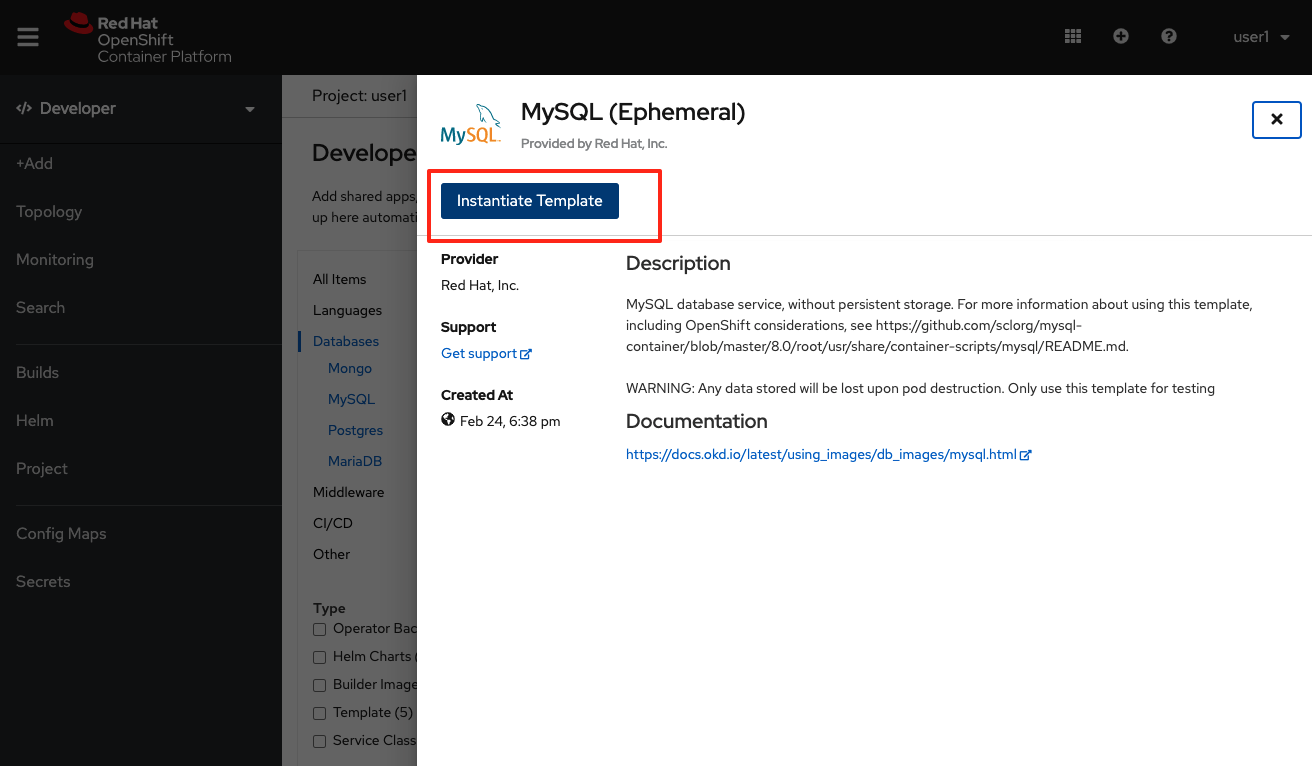 Red Hat
OpenShift
Container Platform
user1
Developer
+Add
Topology
Monitoring
Search
Builds
Helm
Project
Config Maps
Secrets
Project: user1
Add shared apps,
up here
All Items
Languages
Databases
Mongo
MySQL
Postgres
MariaDB
Middleware
CI/CD
Other
Type
Operator
Helm Charts
Builder
Template (5)
Service
MySQL
MySQL (Ephemeral)
Provided by Red Hat, Inc.
Instantiate Template
Provider
Red Hat, Inc.
Support
Get support
Created At
Feb 24, 6:38 pm
Description
MySQL database service, without persistent storage. For more information about using this template,
including OpenShift considerations, see https://github.com/sclorg/mysql-
container/blob/master/8.0/root/usr/share/container-scripts/mysql/README.md.
WARNING: Any data stored will be lost upon pod destruction. Only use this template for testing
Documentation
https://docs.okd.io/latest/using_images/db_images/mysql.html